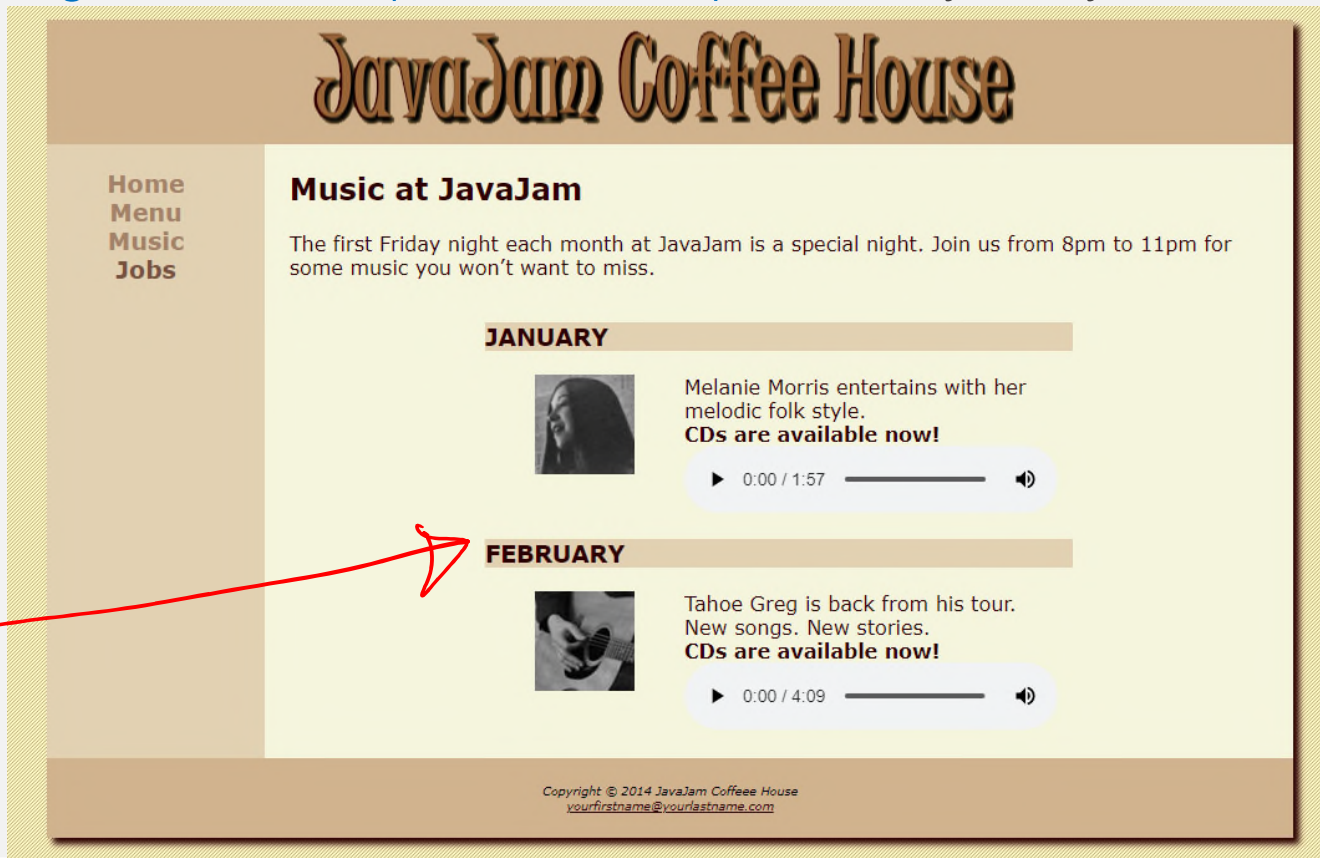 JavaJam Coffee House
Home
Menu
Music
Jobs
Music at JavaJam
The first Friday night each month at JavaJam is a special night. Join us from 8pm to 11pm for
some music you won’t want to miss.
JANUARY
Melanie Morris entertains with her
melodic folk style.
CDs are available now!
0:00 / 1:57
FEBRUARY
Tahoe Greg is back from his tour.
New songs. New stories.
CDs are available now!
0:00 / 4:09
Copyright © 2014 JavaJam Coffeee House
yourfirstname@yourlastname.com